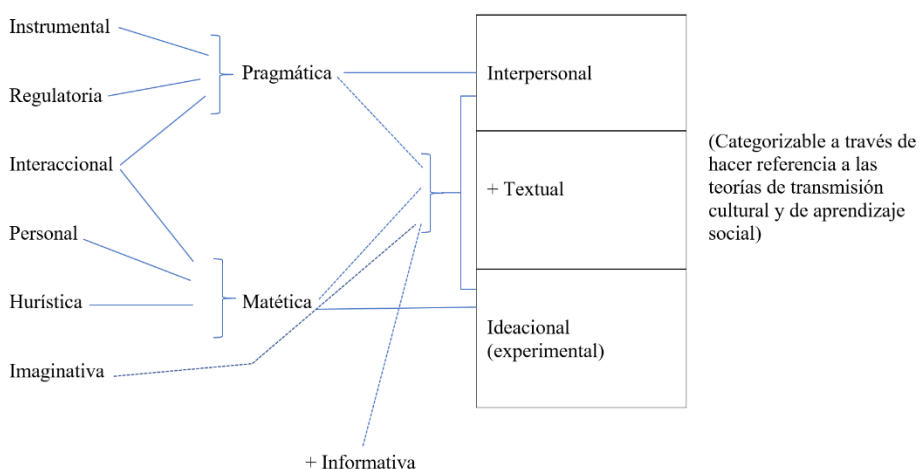 Instrumental
Regulatoria
Interaccional
Personal
Hurística
Imaginativa
Pragmática
Matética
+ Informativa
Interpersonal
+ Textual
Ideacional
(experimental)
(Categorizable a través de
hacer referencia a las
teorías de transmisión
cultural y de aprendizaje
social)